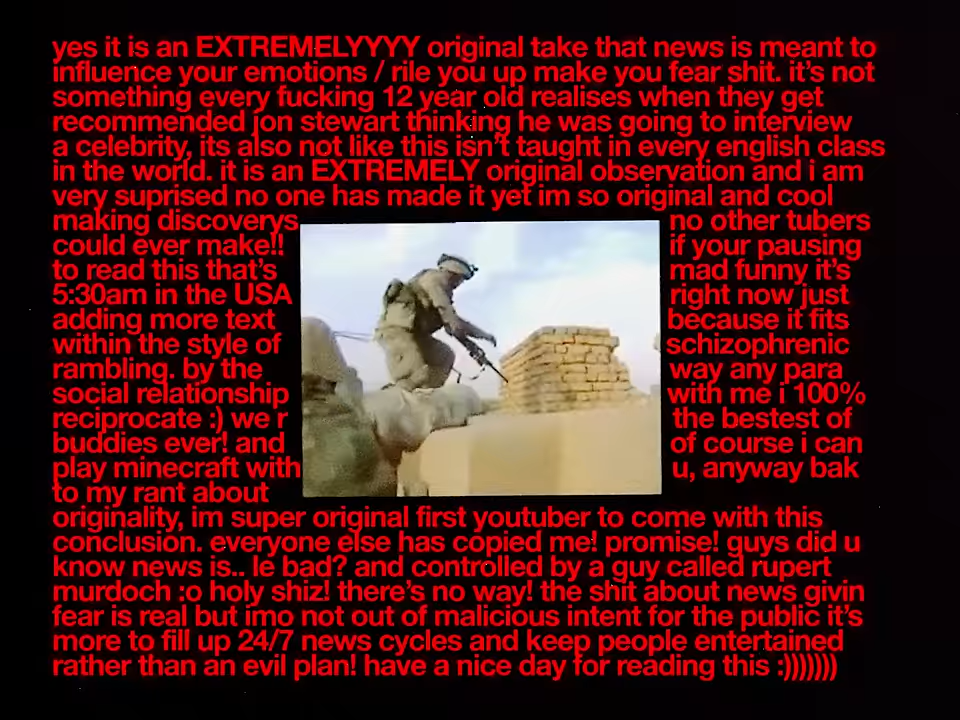 yes it is an EXTREMELYYYY original take that news is meant to
influence your emotions / rile you up make you fear shit. it's not
something every fucking 12 year old realises when they get
recommended jon stewart thinking he was going to interview
a celebrity, its also not like this isn't taught in every english class
in the world. it is an EXTREMELY original observation and i am
very suprised no one has made it yet im so original and cool
making discoverys no other tubers
could ever make!! if your pausing
to read this that's mad funny it's
5:30am in the USA right now just
adding more text because it fits
within the style of schizophrenic
rambling. by the way any para
social relationship with me i 100%
reciprocate :) we r the bestest of
buddies ever! and of course i can
play minecraft with u, anyway bak
to my rant about
originality, im super original first youtuber to come with this
conclusion. everyone else has copied me! promise! guys did u
know news is.. le bad? and controlled by a guy called rupert
murdoch :o holy shiz! there's no way! the shit about news givin
fear is real but imo not out of malicious intent for the public it's
more to fill up 24/7 news cycles and keep people entertained
rather than an evil plan! have a nice day for reading this :)))))))